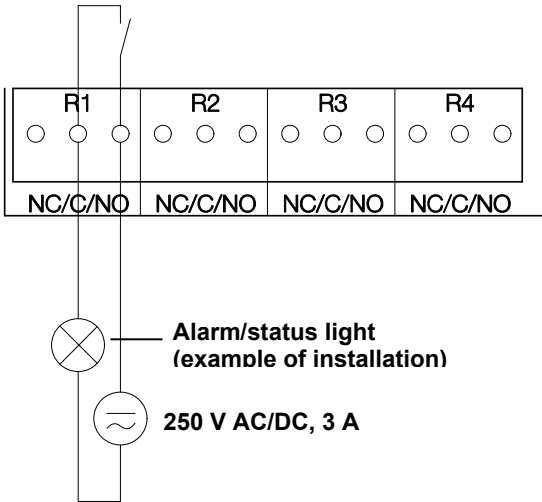 R1 R2 R3 R4
NC/C/NO NC/C/NO NC/C/NO NC/C/NO
Alarm/status light
(example of installation)
250 V AC/DC, 3 A